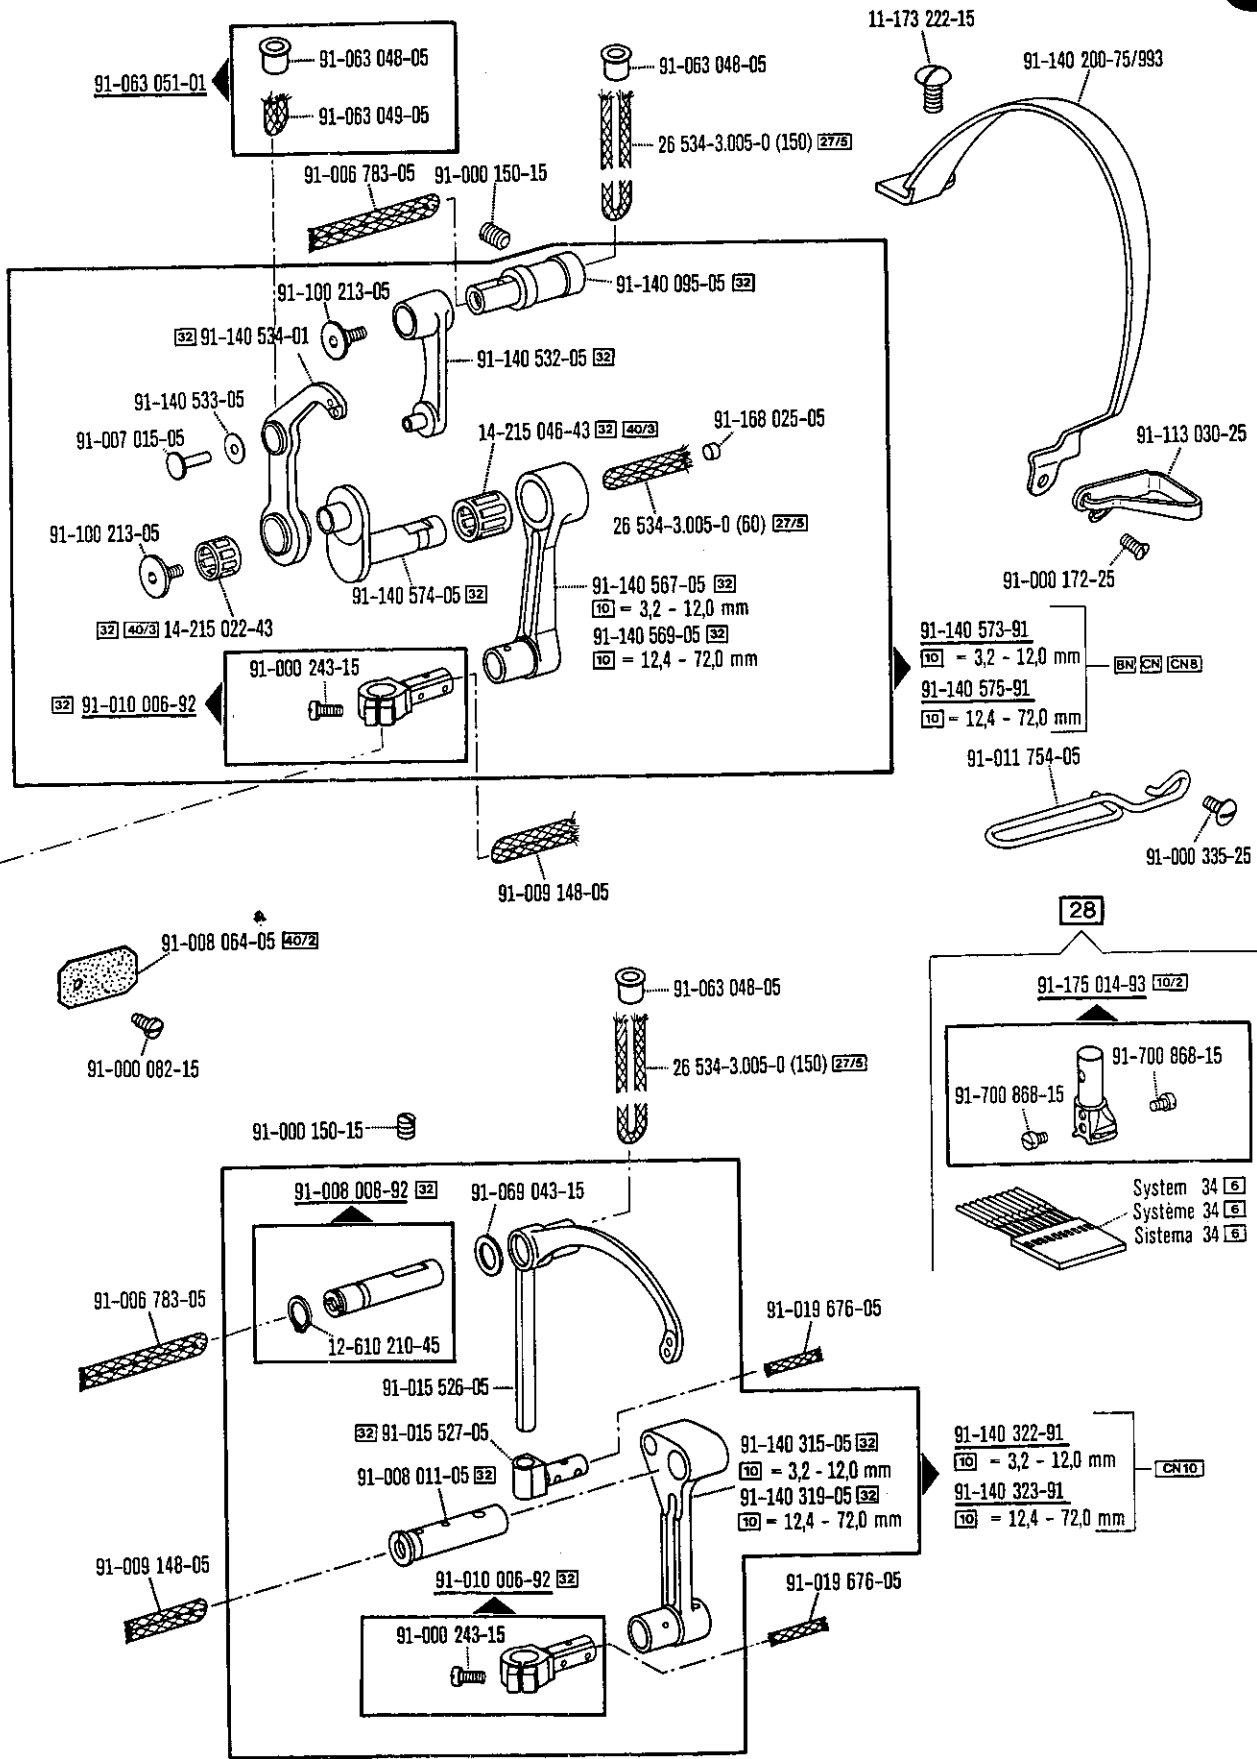 11-173 222-15
91-063 048-05
91-063 048-05
91-140 200-75/993
91-063 051-01
91-063 049-05
26 534-3.005-0 (150) 27/5
91-006 783-05
91-000 150-15
91-100 213-05
91-140 095-05 32
32 91-140 534-01
91-140 532-05 32
91-140 533-05
91-007 015-05
14-215 046-43 32 40/3
91-168 025-05
91-113 030-25
26 534-3.005-0 (60) 27/5
91-100 213-05
91-000 172-25
91-140 574-05 32
91-140 567-05 32
10 = 3,2 - 12,0 mm
91-140 569-05 32
10 = 12,4 - 72,0 mm
32 40/3 14-215 022-43
91-140 573-91
10 = 3,2 - 12,0 mm
BN CN CN8
91-140 575-91
10 = 12,4 - 72,0 mm
91-000 243-15
32 91-010 006-92
91-011 754-05
91-000 335-25
91-009 148-05
28
91-008 064-05 40/2
91-175 014-93 10/2
91-063 048-05
91-000 082-15
26 534-3.005-0 (150) 27/5
91-700 868-15
91-700 868-15
91-000 150-15
91-008 008-92 32
91-069 043-15
System 34 6
Système 34 6
Sistema 34 6
91-006 783-05
91-019 676-05
12-610 210-45
91-015 526-05
32 91-015 527-05
91-008 011-05 32
91-140 315-05 32
10 = 3,2 - 12,0 mm
91-140 319-05 32
10 = 12,4 - 72,0 mm
91-140 322-91
10 = 3,2 - 12,0 mm
CN10
91-140 323-91
10 = 12,4 - 72,0 mm
91-009 148-05
91-010 006-92 32
91-019 676-05
91-000 243-15